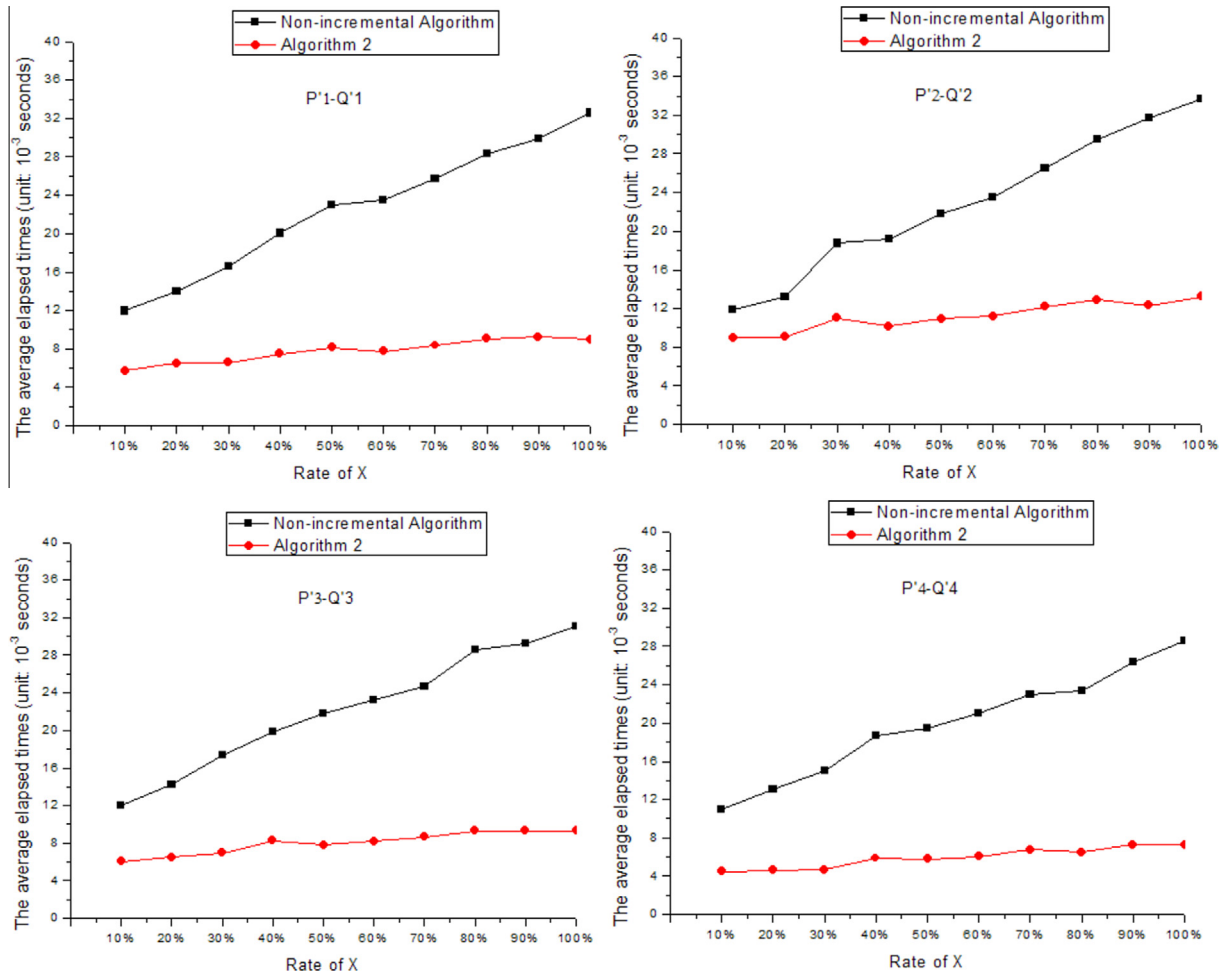 Non-incremental Algorithm
Algorithm 2
P'1-Q'1
The average elapsed times (unit: 10⁻³ seconds)
40
36
32
28
24
20
16
12
8
4
0
10% 20% 30% 40% 50% 60% 70% 80% 90% 100%
Rate of X
Non-incremental Algorithm
Algorithm 2
P'2-Q'2
The average elapsed times (unit: 10⁻³ seconds)
40
36
32
28
24
20
16
12
8
4
0
10% 20% 30% 40% 50% 60% 70% 80% 90% 100%
Rate of X
Non-incremental Algorithm
Algorithm 2
P'3-Q'3
The average elapsed times (unit: 10⁻³ seconds)
40
36
32
28
24
20
16
12
8
4
0
10% 20% 30% 40% 50% 60% 70% 80% 90% 100%
Rate of X
Non-incremental Algorithm
Algorithm 2
P'4-Q'4
The average elapsed times (unit: 10⁻³ seconds)
40
36
32
28
24
20
16
12
8
4
0
10% 20% 30% 40% 50% 60% 70% 80% 90% 100%
Rate of X